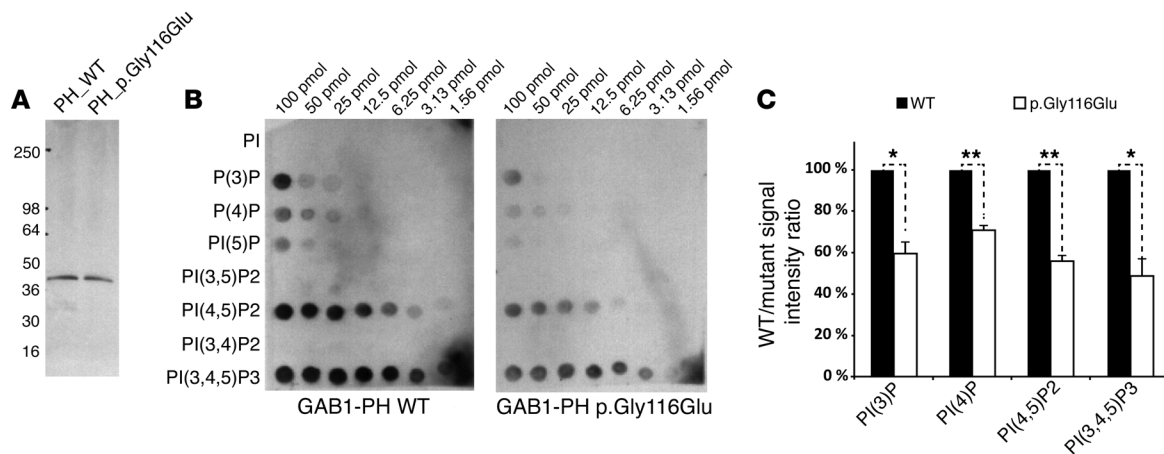 A
PH_WT
PH_p.Gly116Glu
250
98
64
50
36
30
16
B
100 pmol
50 pmol
25 pmol
12.5 pmol
6.25 pmol
3.13 pmol
1.56 pmol
100 pmol
50 pmol
25 pmol
12.5 pmol
6.25 pmol
3.13 pmol
1.56 pmol
PI
P(3)P
P(4)P
PI(5)P
PI(3,5)P2
PI(4,5)P2
PI(3,4)P2
PI(3,4,5)P3
GAB1-PH WT
GAB1-PH p.Gly116Glu
C
WT
p.Gly116Glu
WT/mutant signal
intensity ratio
100 %
80 %
60 %
40 %
20 %
0 %
*
**
**
*
PI(3)P
PI(4)P
PI(4,5)P2
PI(3,4,5)P3